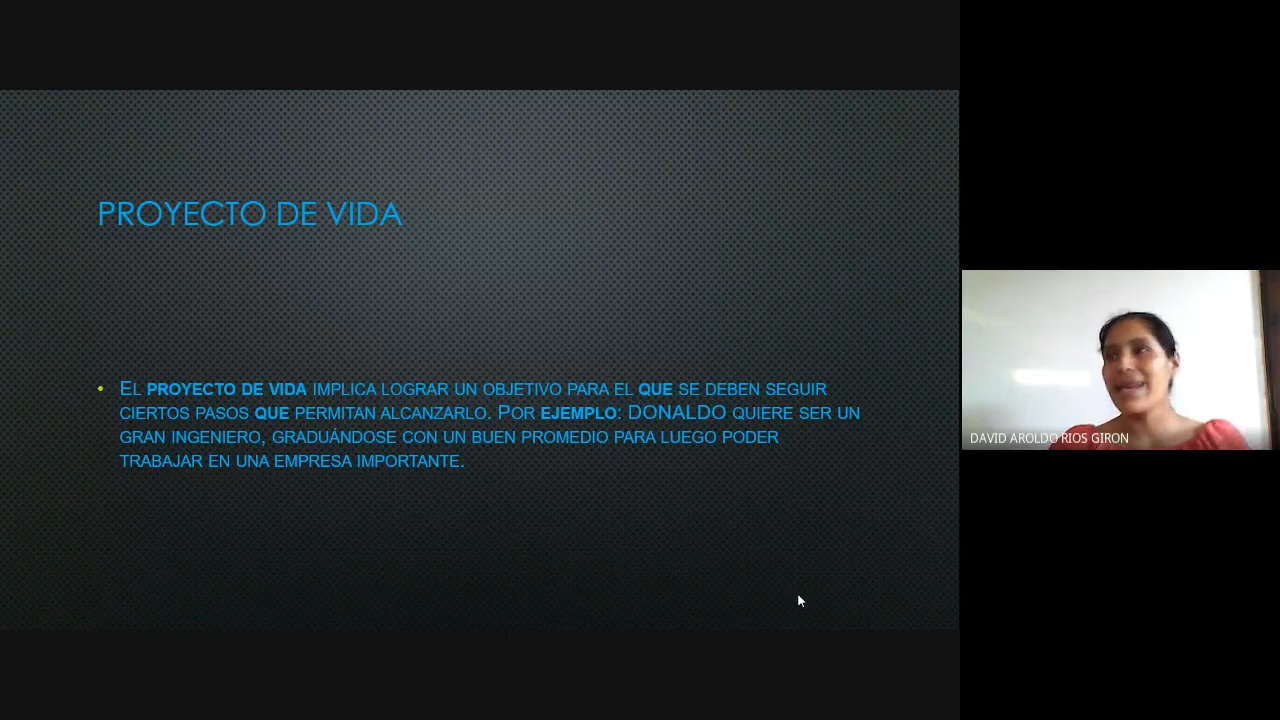 PROYECTO DE VIDA
• EL PROYECTO DE VIDA IMPLICA LOGRAR UN OBJETIVO PARA EL QUE SE DEBEN SEGUIR
CIERTOS PASOS QUE PERMITAN ALCANZARLO. POR EJEMPLO: DONALDO QUIERE SER UN
GRAN INGENIERO, GRADUÁNDOSE CON UN BUEN PROMEDIO PARA LUEGO PODER
TRABAJAR EN UNA EMPRESA IMPORTANTE.
DAVID AROLDO RIOS GIRON